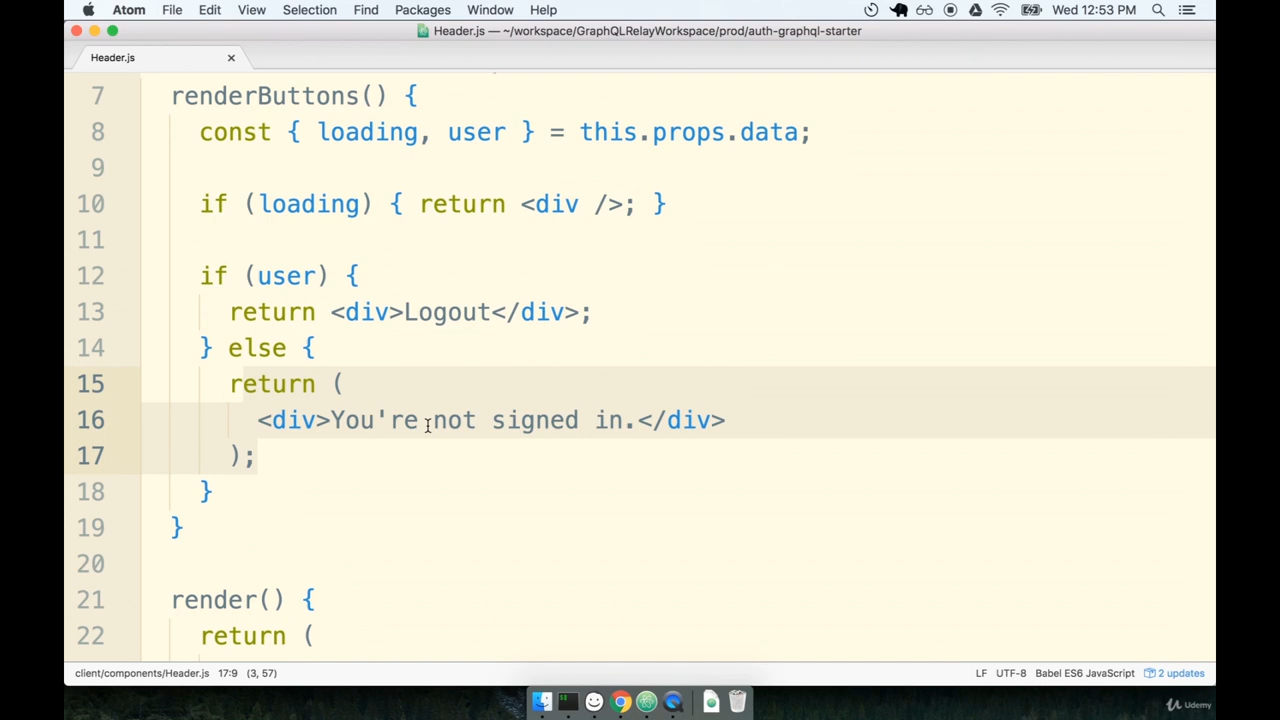 Atom File Edit View Selection Find Packages Window Help Wed 12:53 PM
Header.js — ~/workspace/GraphQLRelayWorkspace/prod/auth-graphql-starter
Header.js
7 renderButtons() {
8 const { loading, user } = this.props.data;
9
10 if (loading) { return <div />; }
11
12 if (user) {
13 return <div>Logout</div>;
14 } else {
15 return (
16 <div>You're not signed in.</div>
17 );
18 }
19 }
20
21 render() {
22 return (
client/components/Header.js 17:9 (3, 57) LF UTF-8 Babel ES6 JavaScript 2 updates
Udemy